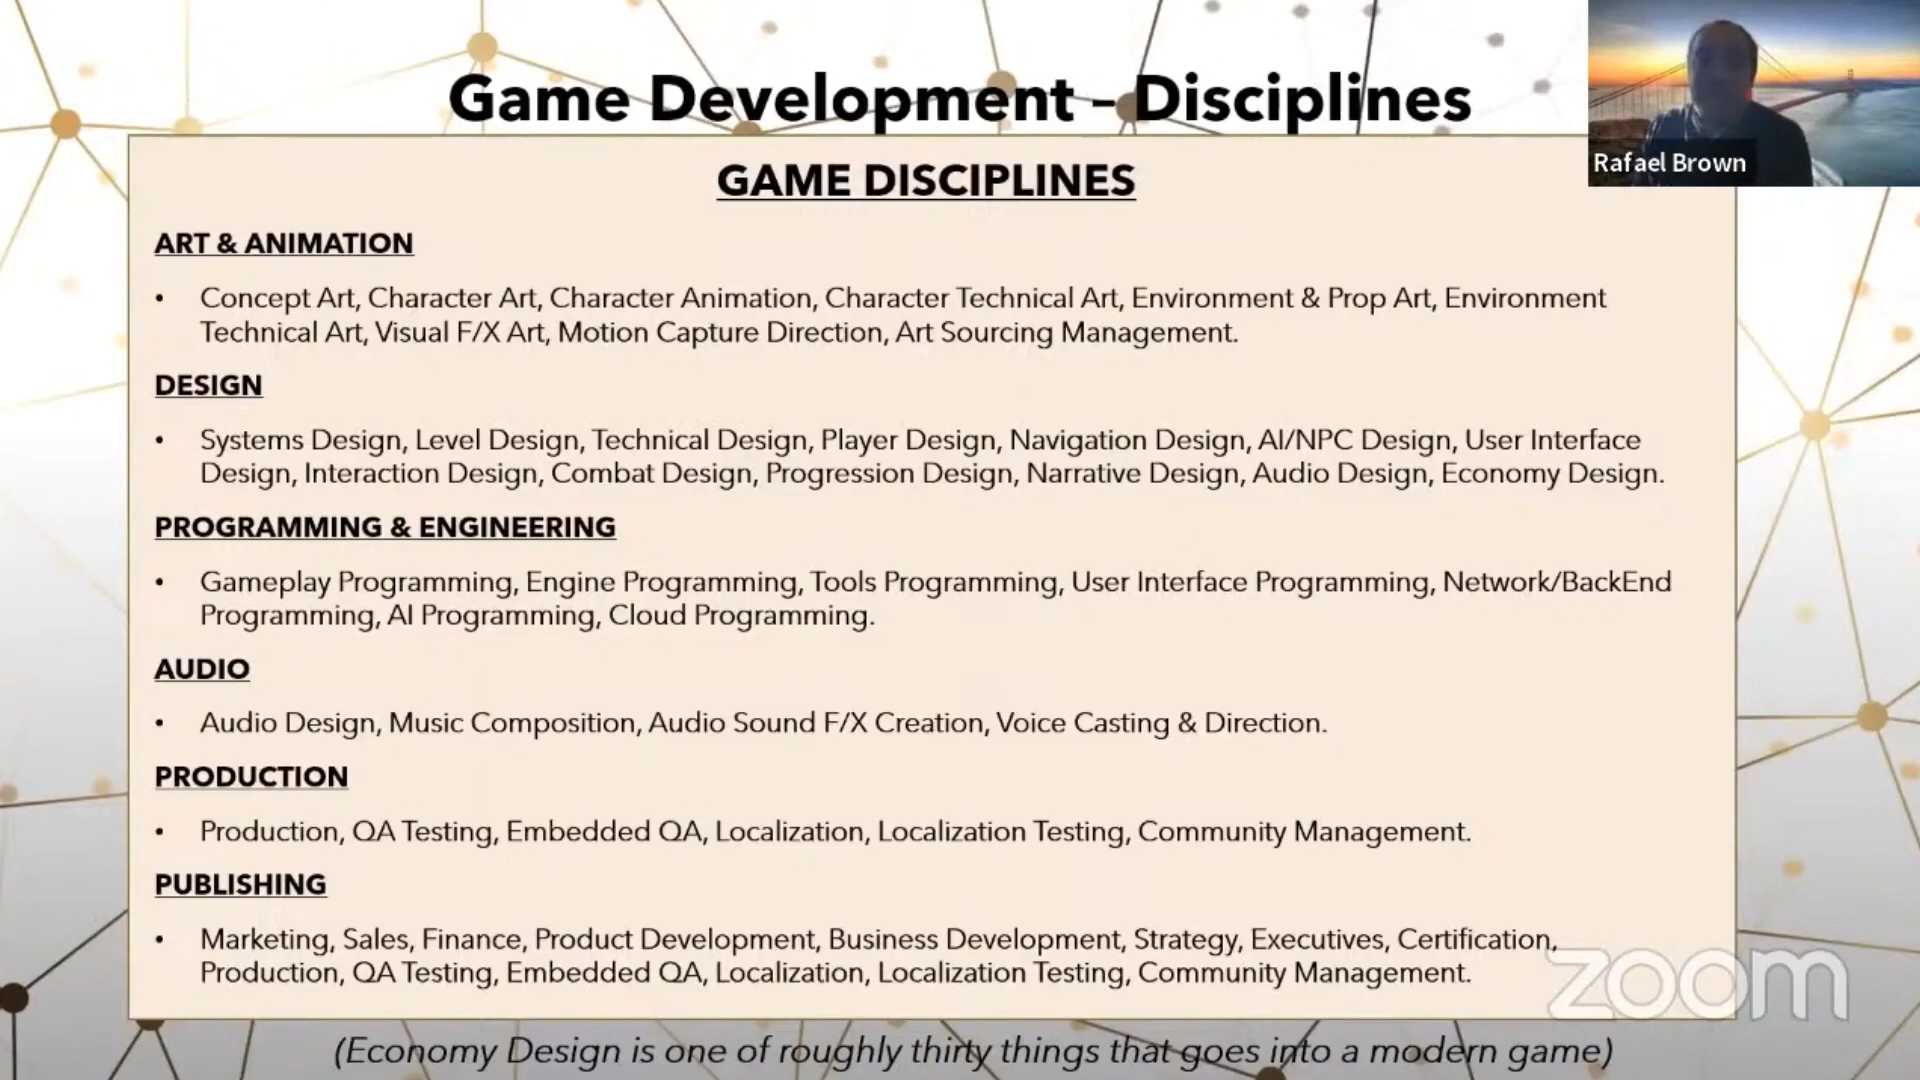 Game Development – Disciplines
Rafael Brown
GAME DISCIPLINES
ART & ANIMATION
• Concept Art, Character Art, Character Animation, Character Technical Art, Environment & Prop Art, Environment
Technical Art, Visual F/X Art, Motion Capture Direction, Art Sourcing Management.
DESIGN
• Systems Design, Level Design, Technical Design, Player Design, Navigation Design, AI/NPC Design, User Interface
Design, Interaction Design, Combat Design, Progression Design, Narrative Design, Audio Design, Economy Design.
PROGRAMMING & ENGINEERING
• Gameplay Programming, Engine Programming, Tools Programming, User Interface Programming, Network/BackEnd
Programming, AI Programming, Cloud Programming.
AUDIO
• Audio Design, Music Composition, Audio Sound F/X Creation, Voice Casting & Direction.
PRODUCTION
• Production, QA Testing, Embedded QA, Localization, Localization Testing, Community Management.
PUBLISHING
• Marketing, Sales, Finance, Product Development, Business Development, Strategy, Executives, Certification,
Production, QA Testing, Embedded QA, Localization, Localization Testing, Community Management.
zoom
(Economy Design is one of roughly thirty things that goes into a modern game)